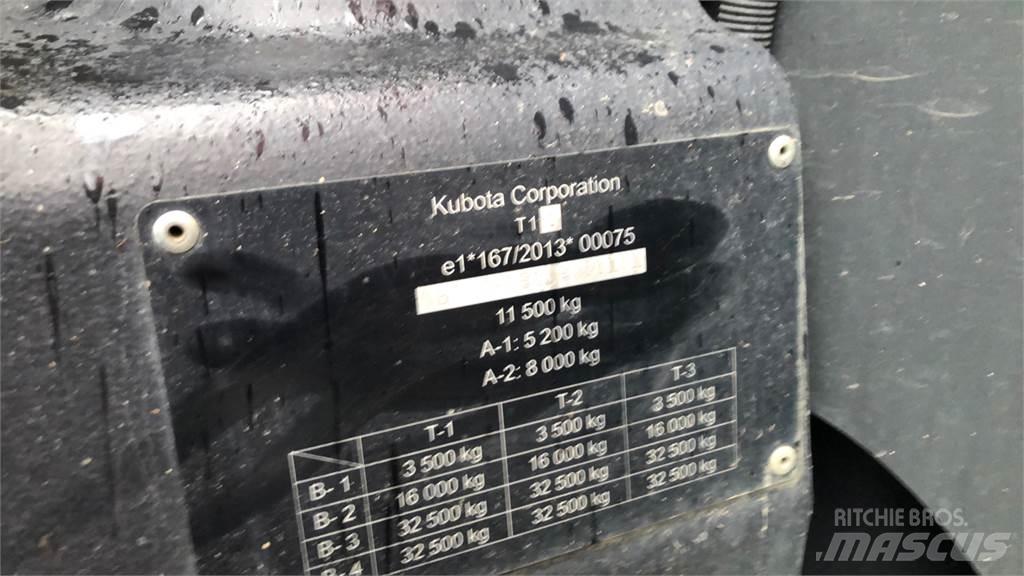 Kubota Corporation
T1
e1*167/2013* 00075
11 500 kg
A-1: 5 200 kg
A-2: 8 000 kg
T-1 T-2 T-3
B- 1 3 500 kg 3 500 kg 3 500 kg
B- 2 16 000 kg 16 000 kg 16 000 kg
B- 3 32 500 kg 32 500 kg 32 500 kg
B- 4 32 500 kg 32 500 kg 32 500 kg
RITCHIE BROS.
MASCUS